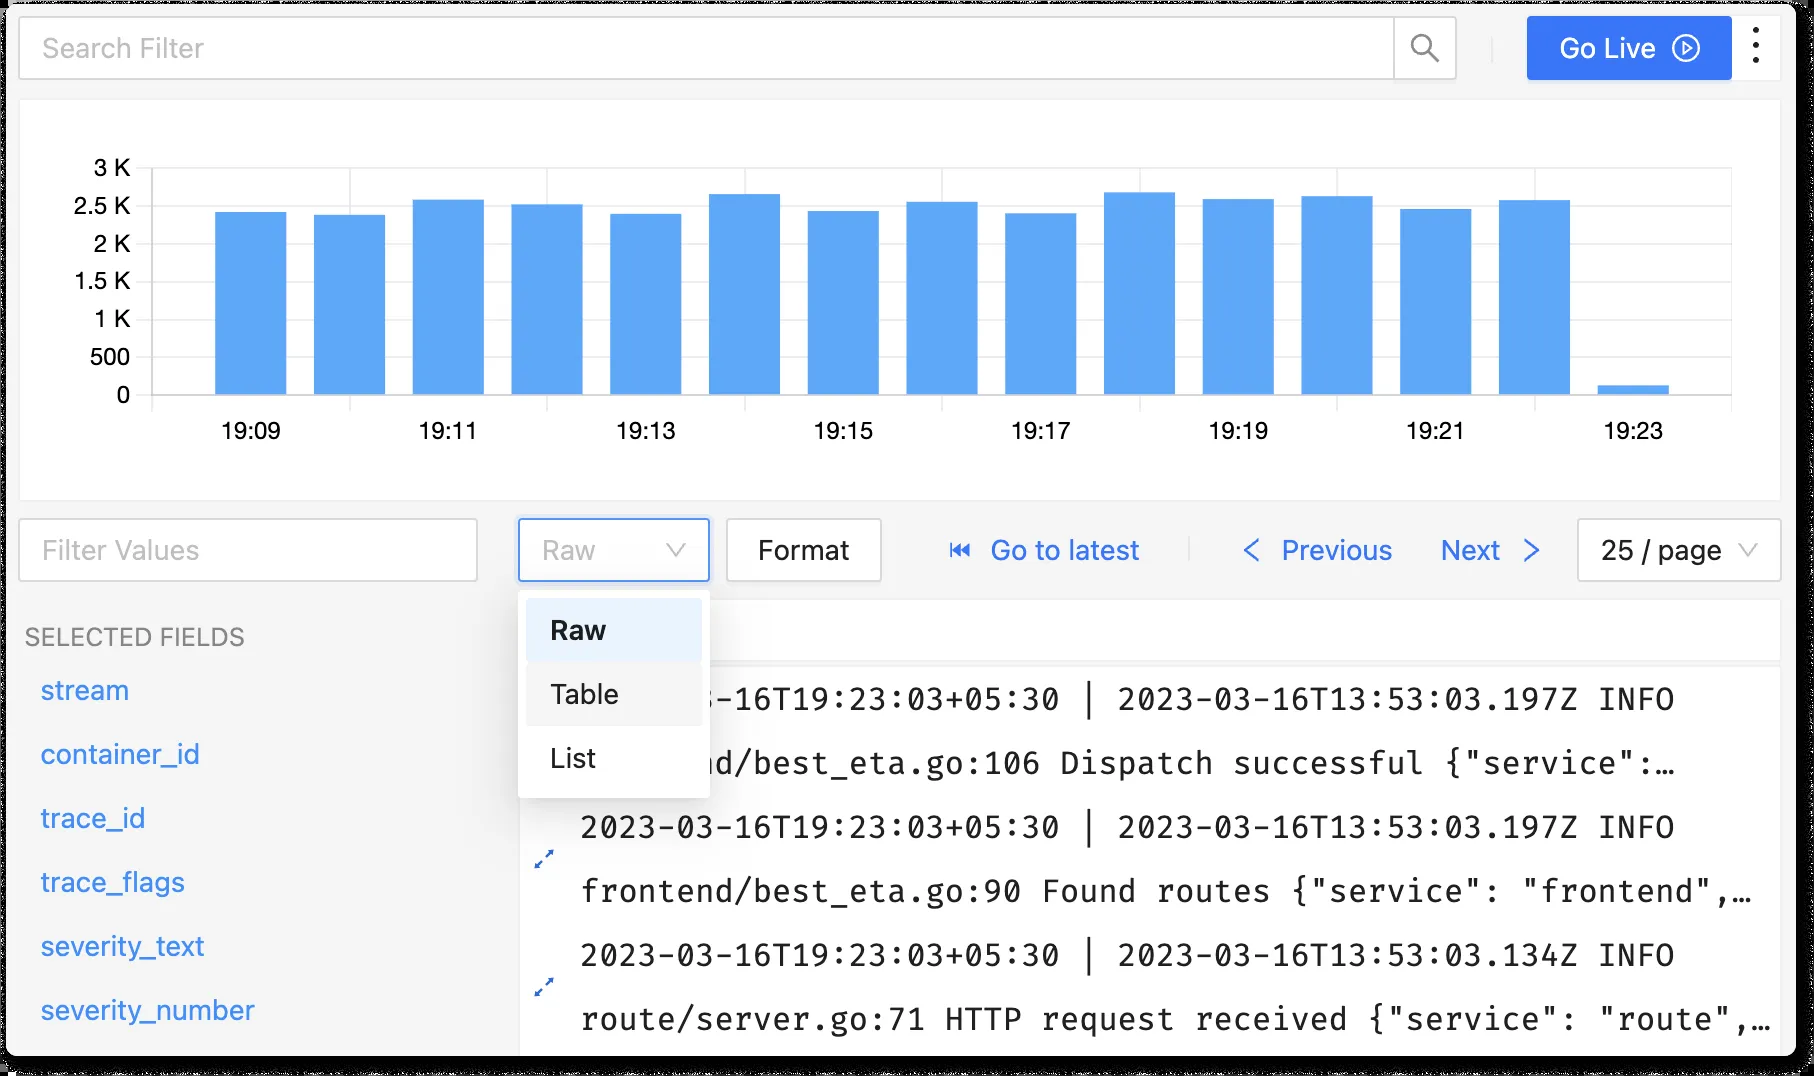 Search Filter
Go Live
3 K
2.5 K
2 K
1.5 K
1 K
500
0
19:09 19:11 19:13 19:15 19:17 19:19 19:21 19:23
Filter Values
Raw
Format
Go to latest
Previous
Next
25 / page
SELECTED FIELDS
stream
container_id
trace_id
trace_flags
severity_text
severity_number
Raw
Table
List
-16T19:23:03+05:30 | 2023-03-16T13:53:03.197Z INFO
d/best_eta.go:106 Dispatch successful {"service":…
2023-03-16T19:23:03+05:30 | 2023-03-16T13:53:03.197Z INFO
frontend/best_eta.go:90 Found routes {"service": "frontend",…
2023-03-16T19:23:03+05:30 | 2023-03-16T13:53:03.134Z INFO
route/server.go:71 HTTP request received {"service": "route",…